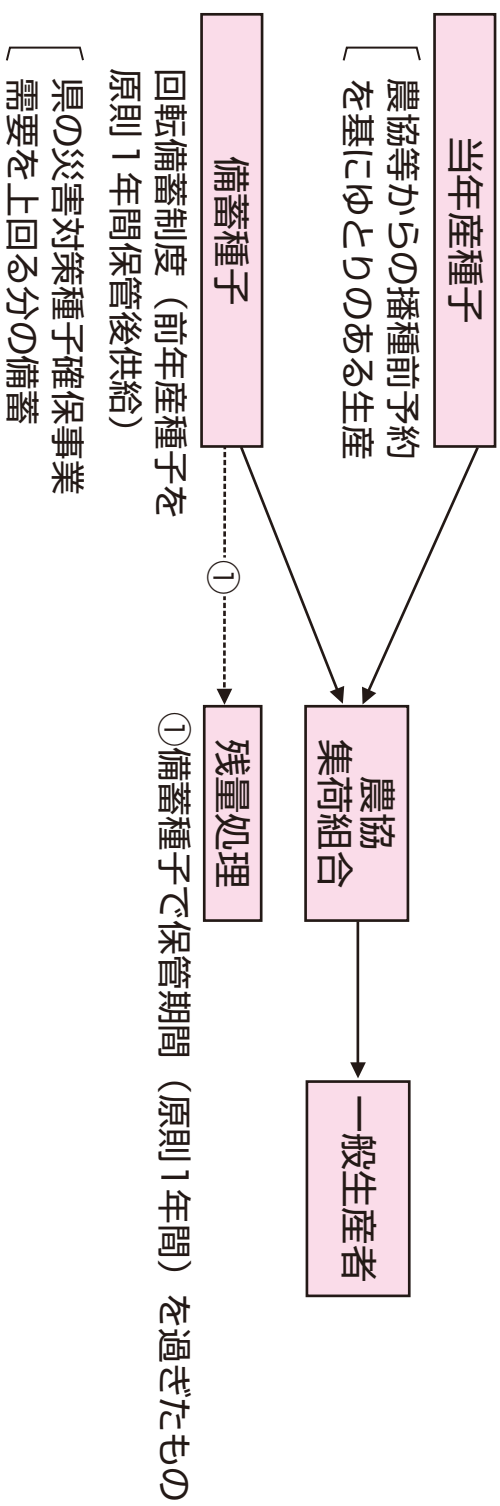 当年産種子
農協等からの播種前予約
を基にゆとりのある生産
備蓄種子
回転備蓄制度（前年産種子を
原則１年間保管後供給）
県の災害対策種子確保事業
需要を上回る分の備蓄
①
農協
集荷組合
残量処理
①備蓄種子で保管期間（原則１年間）を過ぎたもの
一般生産者